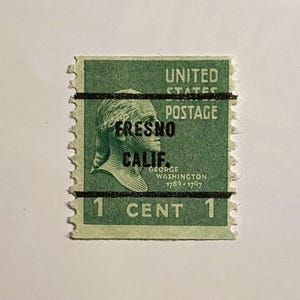 UNITED
STATES
POSTAGE
FRESNO
CALIF.
GEORGE
WASHINGTON
1789-1797
1 CENT 1